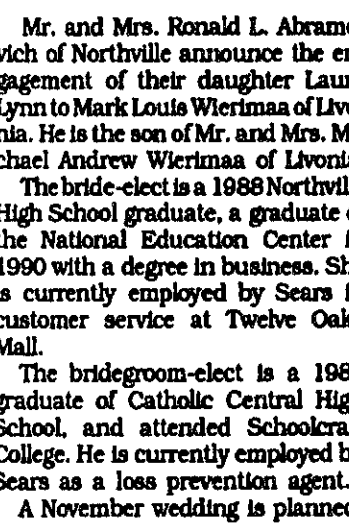 Mr. and Mrs. Ronald L. Abramo
vich of Northville announce the en
gagement of their daughter Laur
Lynn to Mark Louis Wierimaa of Livo
nia. He is the son of Mr. and Mrs. Mi
chael Andrew Wierimaa of Livonia
The bride-elect is a 1988 Northvill
High School graduate, a graduate o
the National Education Center i
1990 with a degree in business. Sh
is currently employed by Sears i
customer service at Twelve Oak
Mall.
The bridegroom-elect is a 198
graduate of Catholic Central Hig
School, and attended Schoolcra
College. He is currently employed b
Sears as a loss prevention agent.
A November wedding is planned